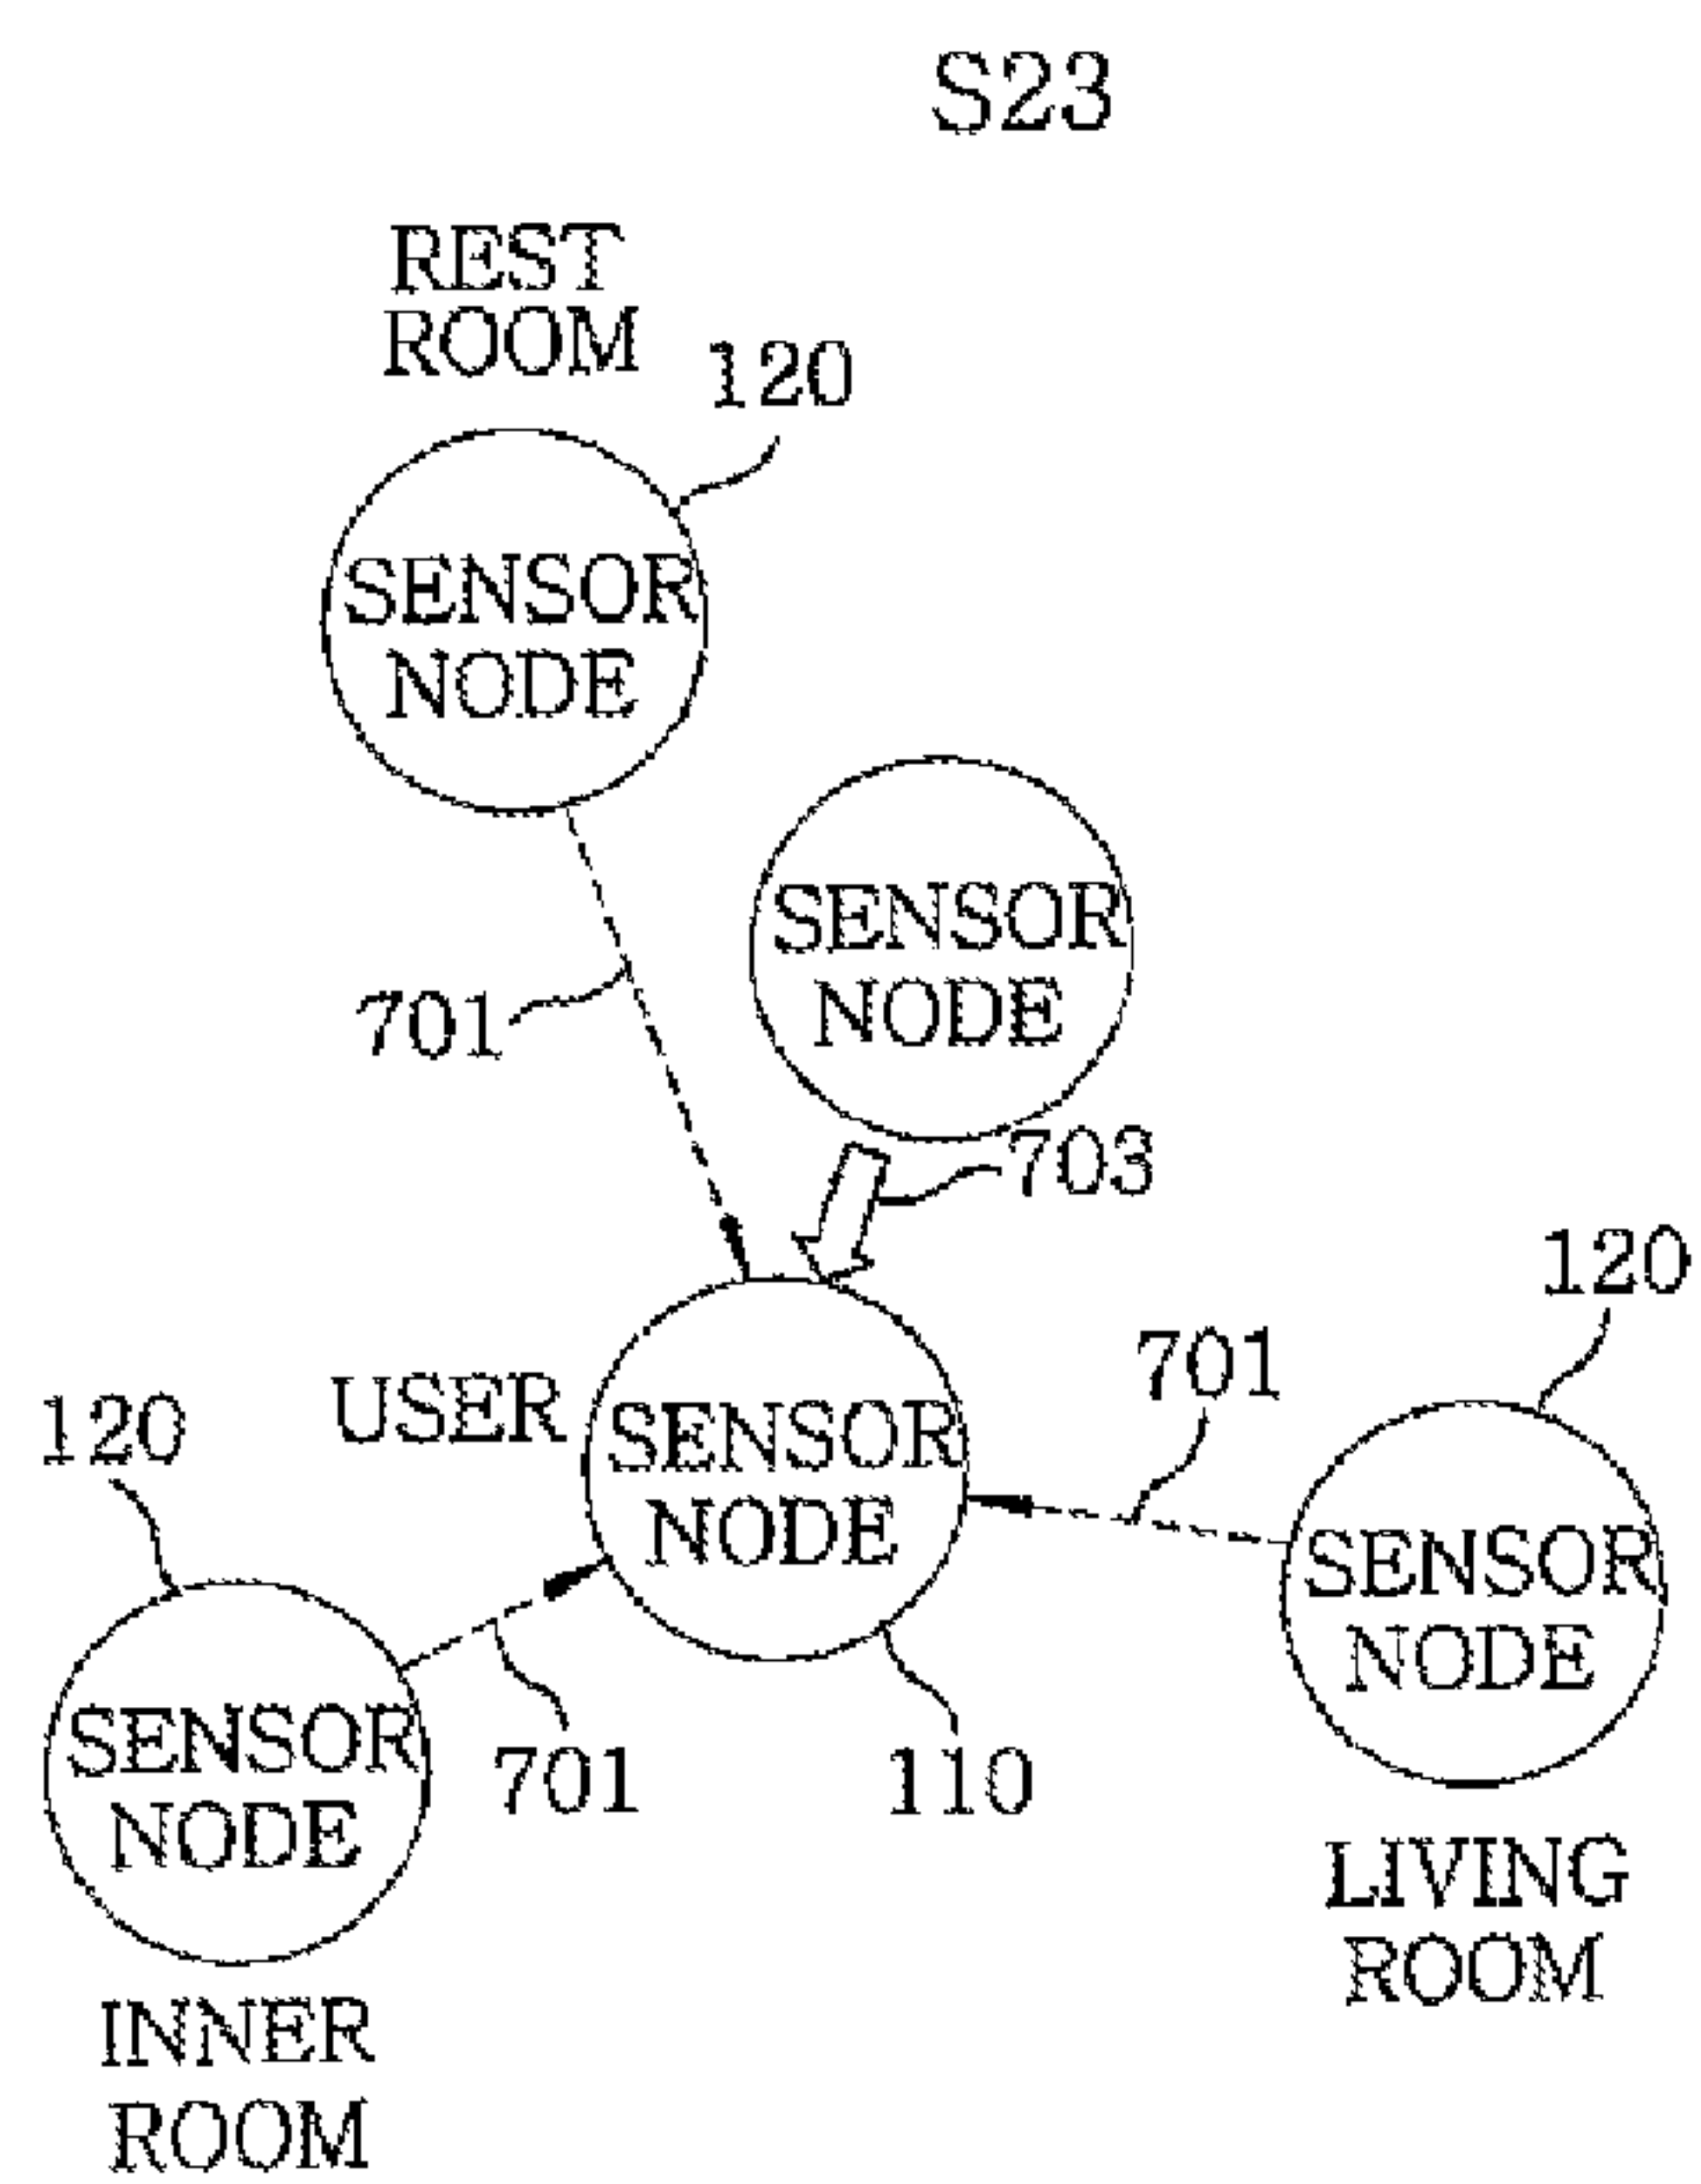 S23
REST
ROOM
120
SENSOR
NODE
SENSOR
NODE
701
703
120
701
USER
120
SENSOR
NODE
SENSOR
NODE
SENSOR
NODE
701
110
LIVING
ROOM
INNER
ROOM